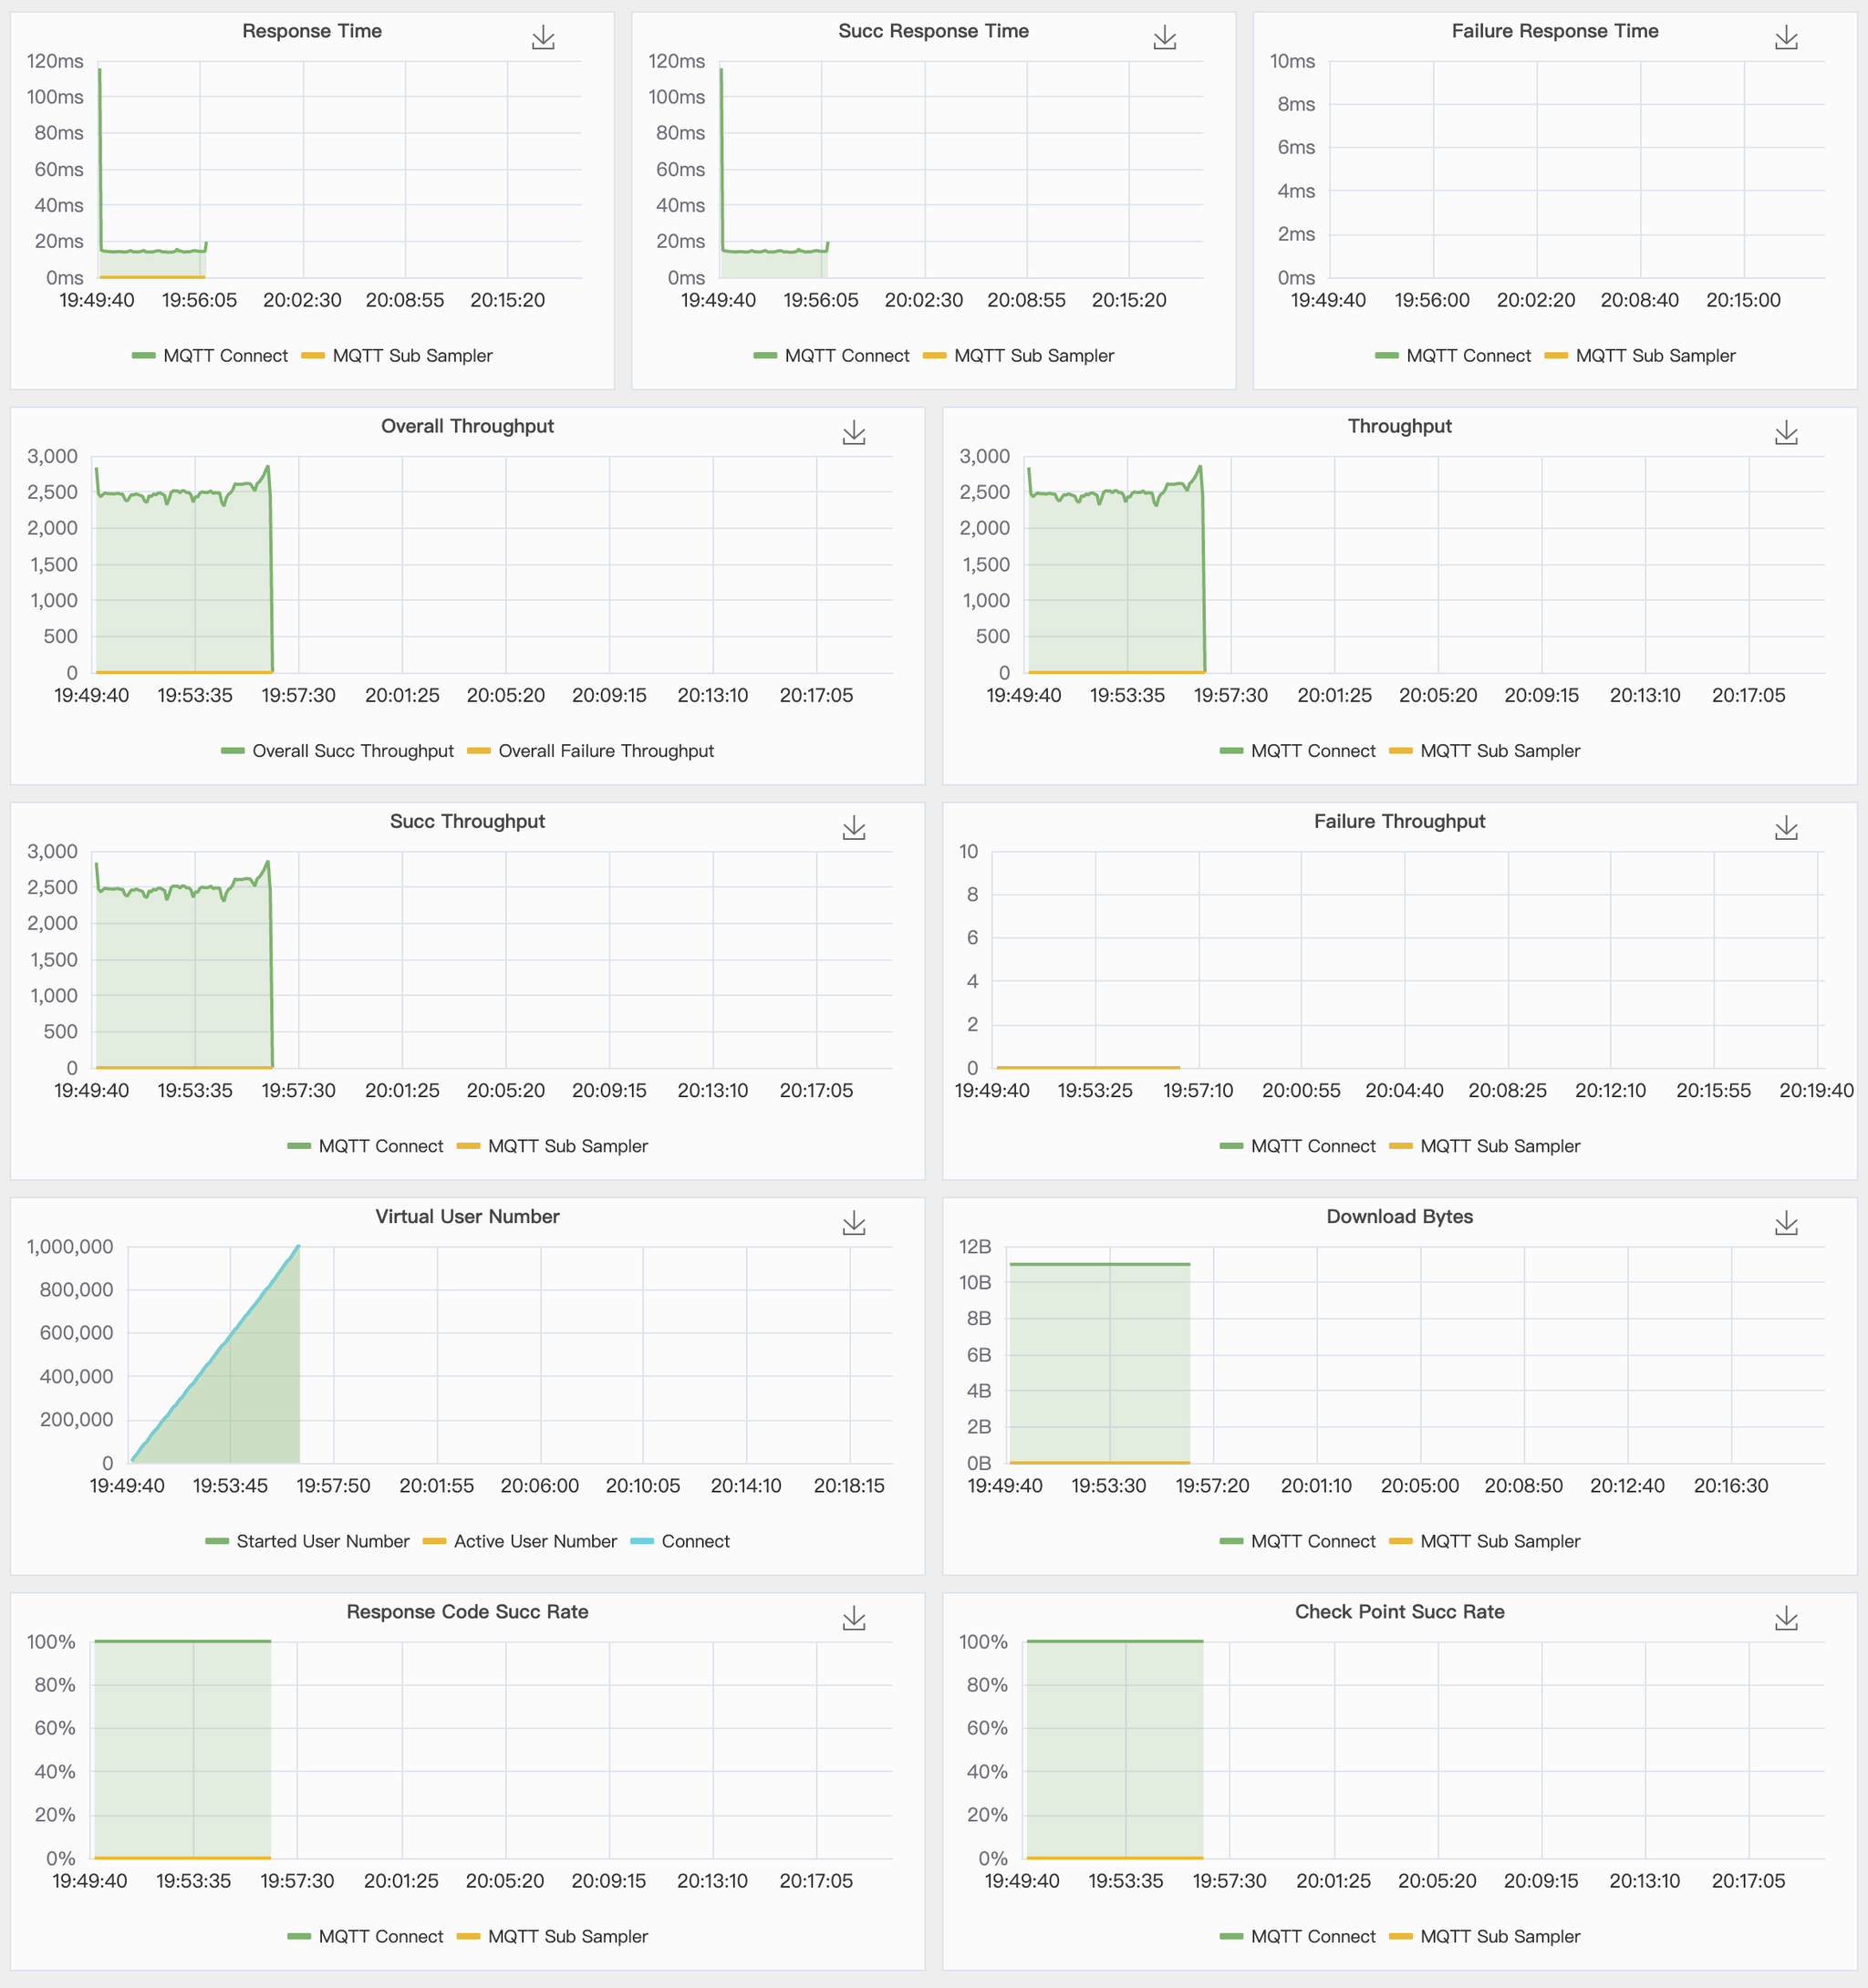 Response Time
120ms
100ms
80ms
60ms
40ms
20ms
0ms
19:49:40 19:56:05 20:02:30 20:08:55 20:15:20
MQTT Connect MQTT Sub Sampler
Succ Response Time
120ms
100ms
80ms
60ms
40ms
20ms
0ms
19:49:40 19:56:05 20:02:30 20:08:55 20:15:20
MQTT Connect MQTT Sub Sampler
Failure Response Time
10ms
8ms
6ms
4ms
2ms
0ms
19:49:40 19:56:00 20:02:20 20:08:40 20:15:00
MQTT Connect MQTT Sub Sampler
Overall Throughput
3,000
2,500
2,000
1,500
1,000
500
0
19:49:40 19:53:35 19:57:30 20:01:25 20:05:20 20:09:15 20:13:10 20:17:05
Overall Succ Throughput Overall Failure Throughput
Throughput
3,000
2,500
2,000
1,500
1,000
500
0
19:49:40 19:53:35 19:57:30 20:01:25 20:05:20 20:09:15 20:13:10 20:17:05
MQTT Connect MQTT Sub Sampler
Succ Throughput
3,000
2,500
2,000
1,500
1,000
500
0
19:49:40 19:53:35 19:57:30 20:01:25 20:05:20 20:09:15 20:13:10 20:17:05
MQTT Connect MQTT Sub Sampler
Failure Throughput
10
8
6
4
2
0
19:49:40 19:53:25 19:57:10 20:00:55 20:04:40 20:08:25 20:12:10 20:15:55 20:19:40
MQTT Connect MQTT Sub Sampler
Virtual User Number
1,000,000
800,000
600,000
400,000
200,000
0
19:49:40 19:53:45 19:57:50 20:01:55 20:06:00 20:10:05 20:14:10 20:18:15
Started User Number Active User Number Connect
Download Bytes
12B
10B
8B
6B
4B
2B
0B
19:49:40 19:53:30 19:57:20 20:01:10 20:05:00 20:08:50 20:12:40 20:16:30
MQTT Connect MQTT Sub Sampler
Response Code Succ Rate
100%
80%
60%
40%
20%
0%
19:49:40 19:53:35 19:57:30 20:01:25 20:05:20 20:09:15 20:13:10 20:17:05
MQTT Connect MQTT Sub Sampler
Check Point Succ Rate
100%
80%
60%
40%
20%
0%
19:49:40 19:53:35 19:57:30 20:01:25 20:05:20 20:09:15 20:13:10 20:17:05
MQTT Connect MQTT Sub Sampler